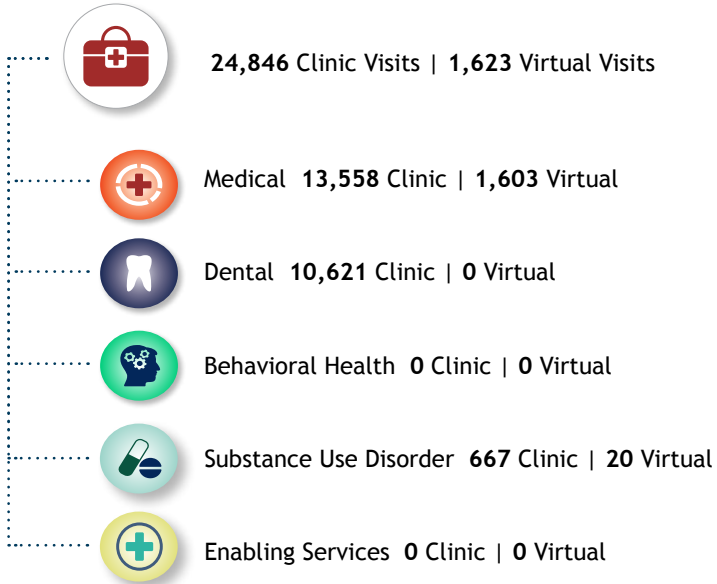 24,846 Clinic Visits | 1,623 Virtual Visits
Medical 13,558 Clinic | 1,603 Virtual
Dental 10,621 Clinic | 0 Virtual
Behavioral Health 0 Clinic | 0 Virtual
Substance Use Disorder 667 Clinic | 20 Virtual
Enabling Services 0 Clinic | 0 Virtual